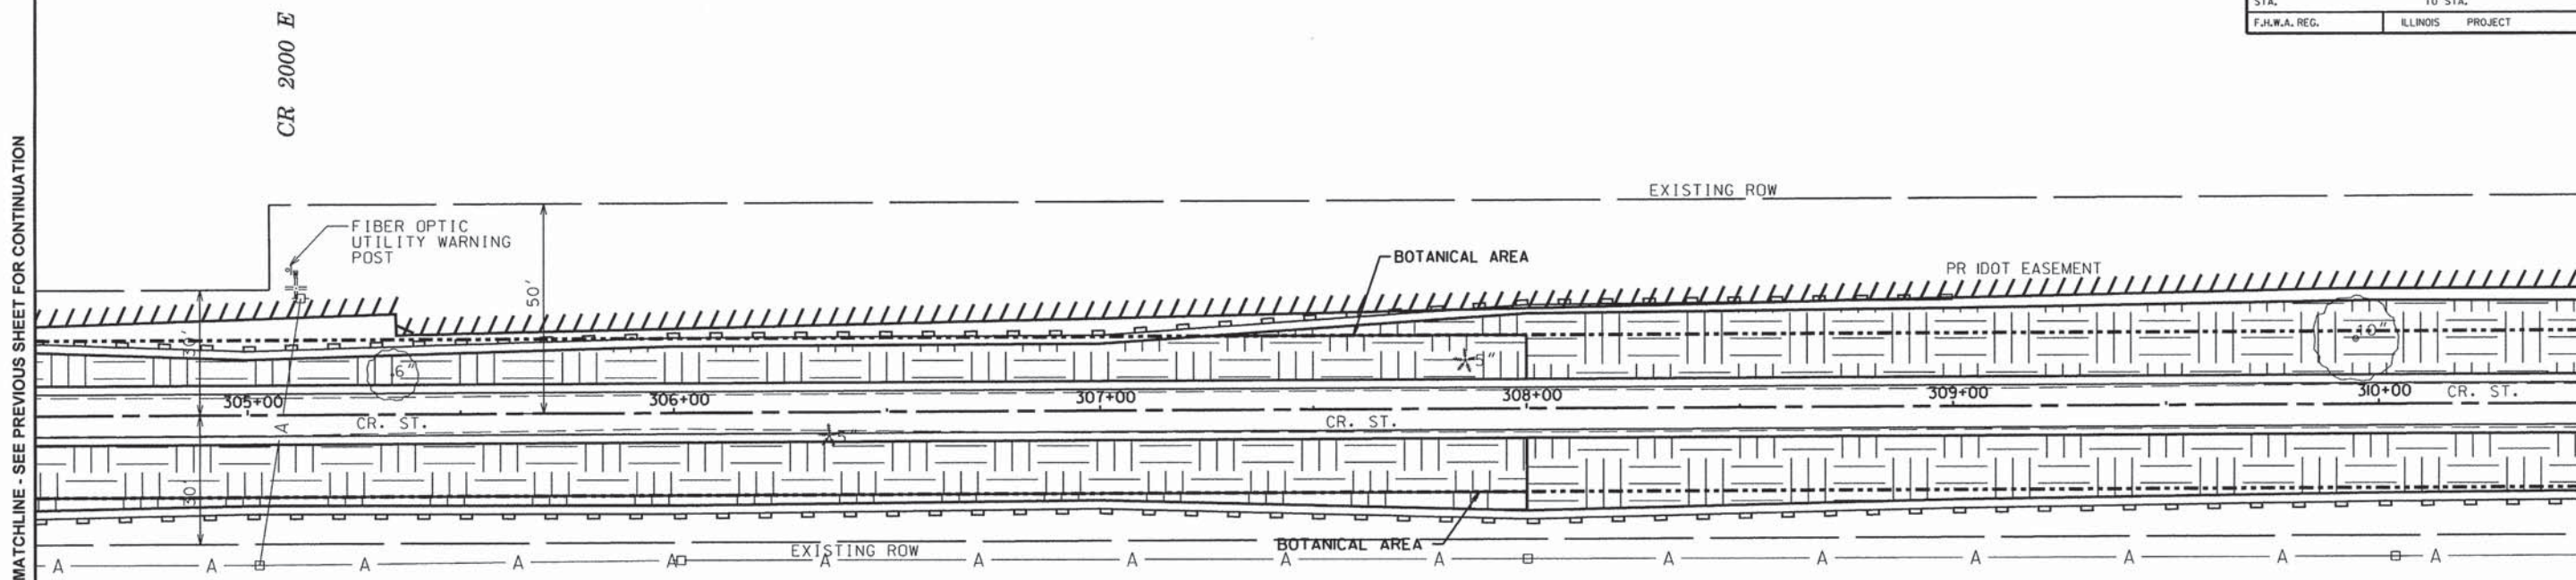 STA. TO STA.
F.H.W.A. REG. ILLINOIS PROJECT
CR 2000 E
MATCHLINE - SEE PREVIOUS SHEET FOR CONTINUATION
EXISTING ROW
FIBER OPTIC
UTILITY WARNING
POST
BOTANICAL AREA
PR IDOT EASEMENT
50'
30'
6"
5"
10"
305+00 306+00 307+00 308+00 309+00 310+00
CR. ST.
A CR. ST. CR. ST.
5"
30'
EXISTING ROW
BOTANICAL AREA
A A A A A A A A A A A A A A A A